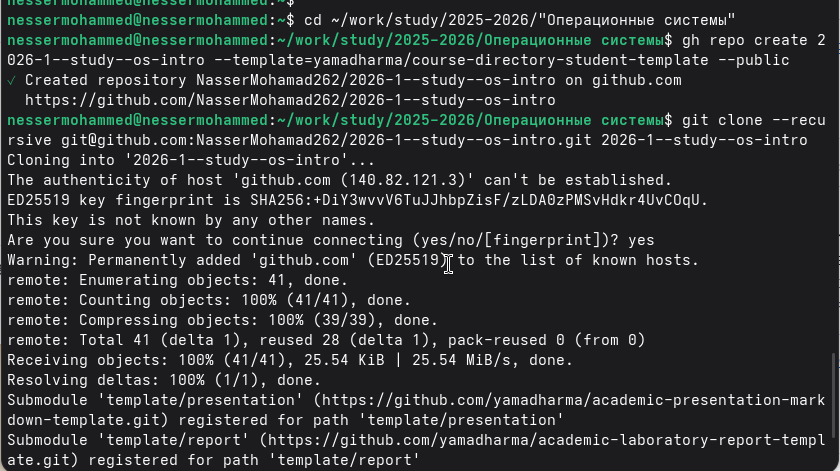 nessermohammed@nessermohammed:~$
nessermohammed@nessermohammed:~$ cd ~/work/study/2025-2026/"Операционные системы"
nessermohammed@nessermohammed:~/work/study/2025-2026/Операционные системы$ gh repo create 2
026-1--study--os-intro --template=yamadharma/course-directory-student-template --public
✓ Created repository NasserMohamad262/2026-1--study--os-intro on github.com
  https://github.com/NasserMohamad262/2026-1--study--os-intro
nessermohammed@nessermohammed:~/work/study/2025-2026/Операционные системы$ git clone --recu
rsive git@github.com:NasserMohamad262/2026-1--study--os-intro.git 2026-1--study--os-intro
Cloning into '2026-1--study--os-intro'...
The authenticity of host 'github.com (140.82.121.3)' can't be established.
ED25519 key fingerprint is SHA256:+DiY3wvvV6TuJJhbpZisF/zLDA0zPMSvHdkr4UvCOqU.
This key is not known by any other names.
Are you sure you want to continue connecting (yes/no/[fingerprint])? yes
Warning: Permanently added 'github.com' (ED25519) to the list of known hosts.
remote: Enumerating objects: 41, done.
remote: Counting objects: 100% (41/41), done.
remote: Compressing objects: 100% (39/39), done.
remote: Total 41 (delta 1), reused 28 (delta 1), pack-reused 0 (from 0)
Receiving objects: 100% (41/41), 25.54 KiB | 25.54 MiB/s, done.
Resolving deltas: 100% (1/1), done.
Submodule 'template/presentation' (https://github.com/yamadharma/academic-presentation-mark
down-template.git) registered for path 'template/presentation'
Submodule 'template/report' (https://github.com/yamadharma/academic-laboratory-report-templ
ate.git) registered for path 'template/report'